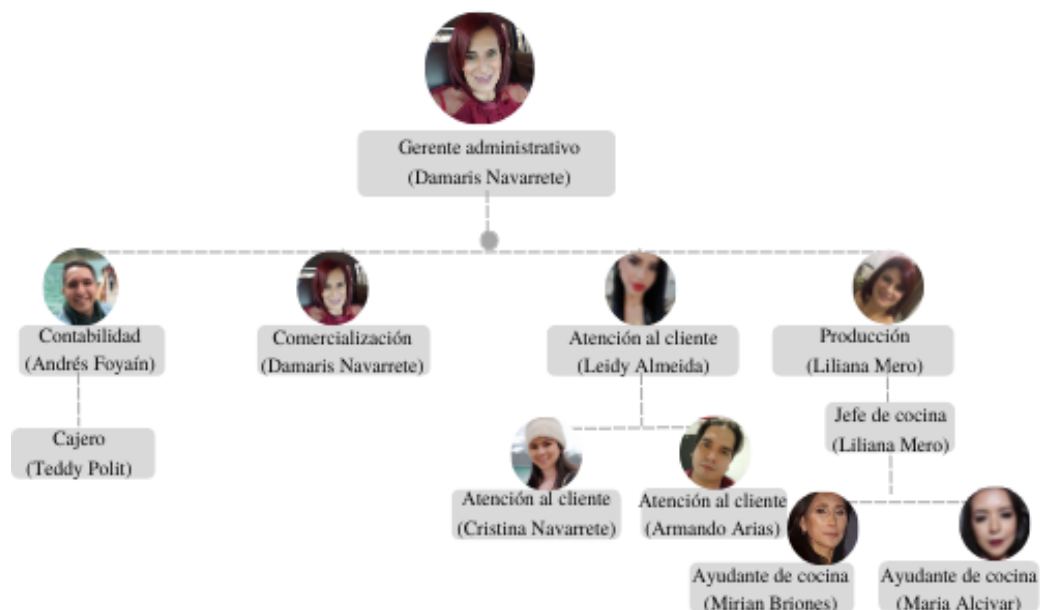 Gerente administrativo
(Damaris Navarrete)
Contabilidad
(Andrés Foyaín)
Comercialización
(Damaris Navarrete)
Atención al cliente
(Leidy Almeida)
Producción
(Liliana Mero)
Cajero
(Teddy Polit)
Jefe de cocina
(Liliana Mero)
Atención al cliente
(Cristina Navarrete)
Atención al cliente
(Armando Arias)
Ayudante de cocina
(Mirian Briones)
Ayudante de cocina
(Maria Alcivar)